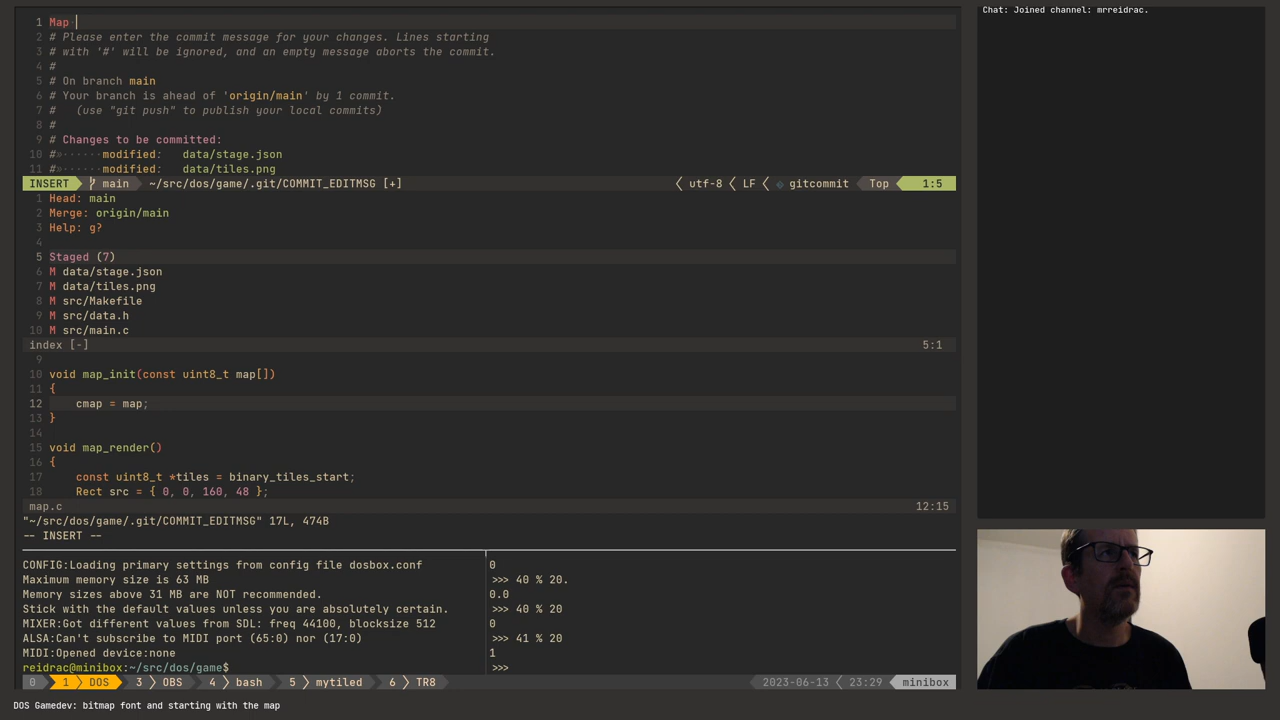 Chat: Joined channel: mrreidrac.
1 Map
2 # Please enter the commit message for your changes. Lines starting
3 # with '#' will be ignored, and an empty message aborts the commit.
4 #
5 # On branch main
6 # Your branch is ahead of 'origin/main' by 1 commit.
7 #   (use "git push" to publish your local commits)
8 #
9 # Changes to be committed:
10 #»·······modified:   data/stage.json
11 #»·······modified:   data/tiles.png
INSERT main ~/src/dos/game/.git/COMMIT_EDITMSG [+] utf-8 LF gitcommit Top 1:5
1 Head: main
2 Merge: origin/main
3 Help: g?
4
5 Staged (7)
6 M data/stage.json
7 M data/tiles.png
8 M src/Makefile
9 M src/data.h
10 M src/main.c
index [-] 5:1
9
10 void map_init(const uint8_t map[])
11 {
12     cmap = map;
13 }
14
15 void map_render()
16 {
17     const uint8_t *tiles = binary_tiles_start;
18     Rect src = { 0, 0, 160, 48 };
map.c 12:15
"~/src/dos/game/.git/COMMIT_EDITMSG" 17L, 474B
-- INSERT --
CONFIG:Loading primary settings from config file dosbox.conf
Maximum memory size is 63 MB
Memory sizes above 31 MB are NOT recommended.
Stick with the default values unless you are absolutely certain.
MIXER:Got different values from SDL: freq 44100, blocksize 512
ALSA:Can't subscribe to MIDI port (65:0) nor (17:0)
MIDI:Opened device:none
reidrac@minibox:~/src/dos/game$
0
>>> 40 % 20.
0.0
>>> 40 % 20
0
>>> 41 % 20
1
>>>
0 1 DOS 3 OBS 4 bash 5 mytiled 6 TR8 2023-06-13 23:29 minibox
DOS Gamedev: bitmap font and starting with the map